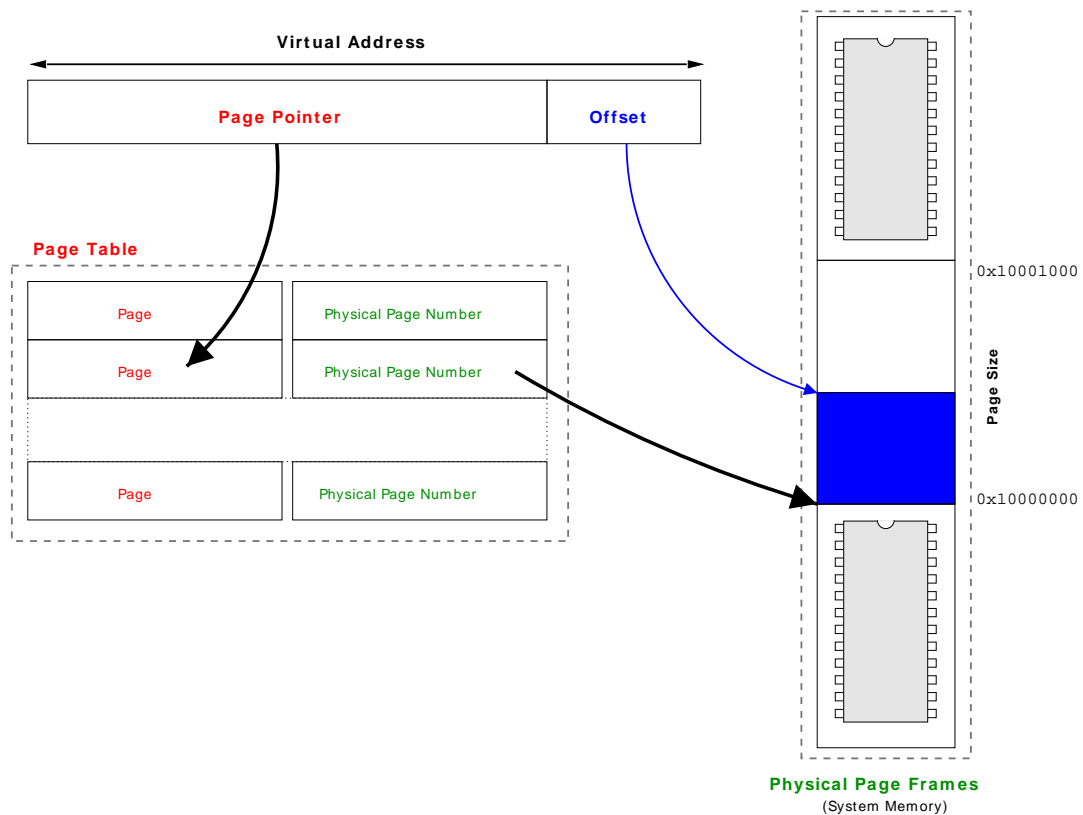 Virtual Address
Page Pointer
Offset
Page Table
Page
Physical Page Number
Page
Physical Page Number
Page
Physical Page Number
0x10001000
Page Size
0x10000000
Physical Page Frames
(System Memory)